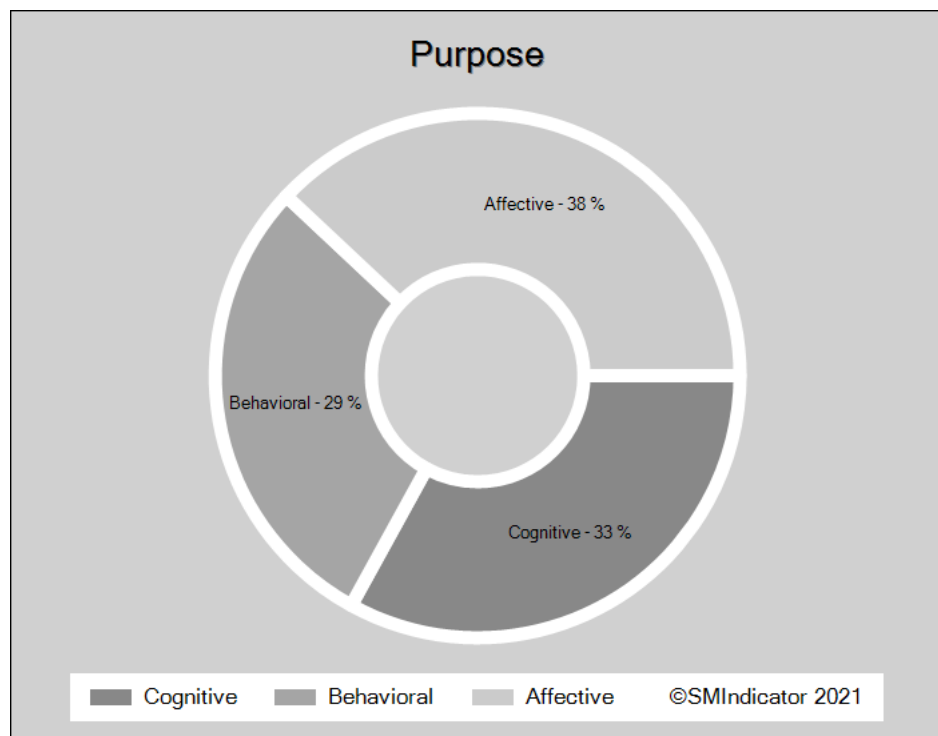 Purpose
Affective - 38 %
Behavioral - 29 %
Cognitive - 33 %
Cognitive Behavioral Affective ©SMIndicator 2021